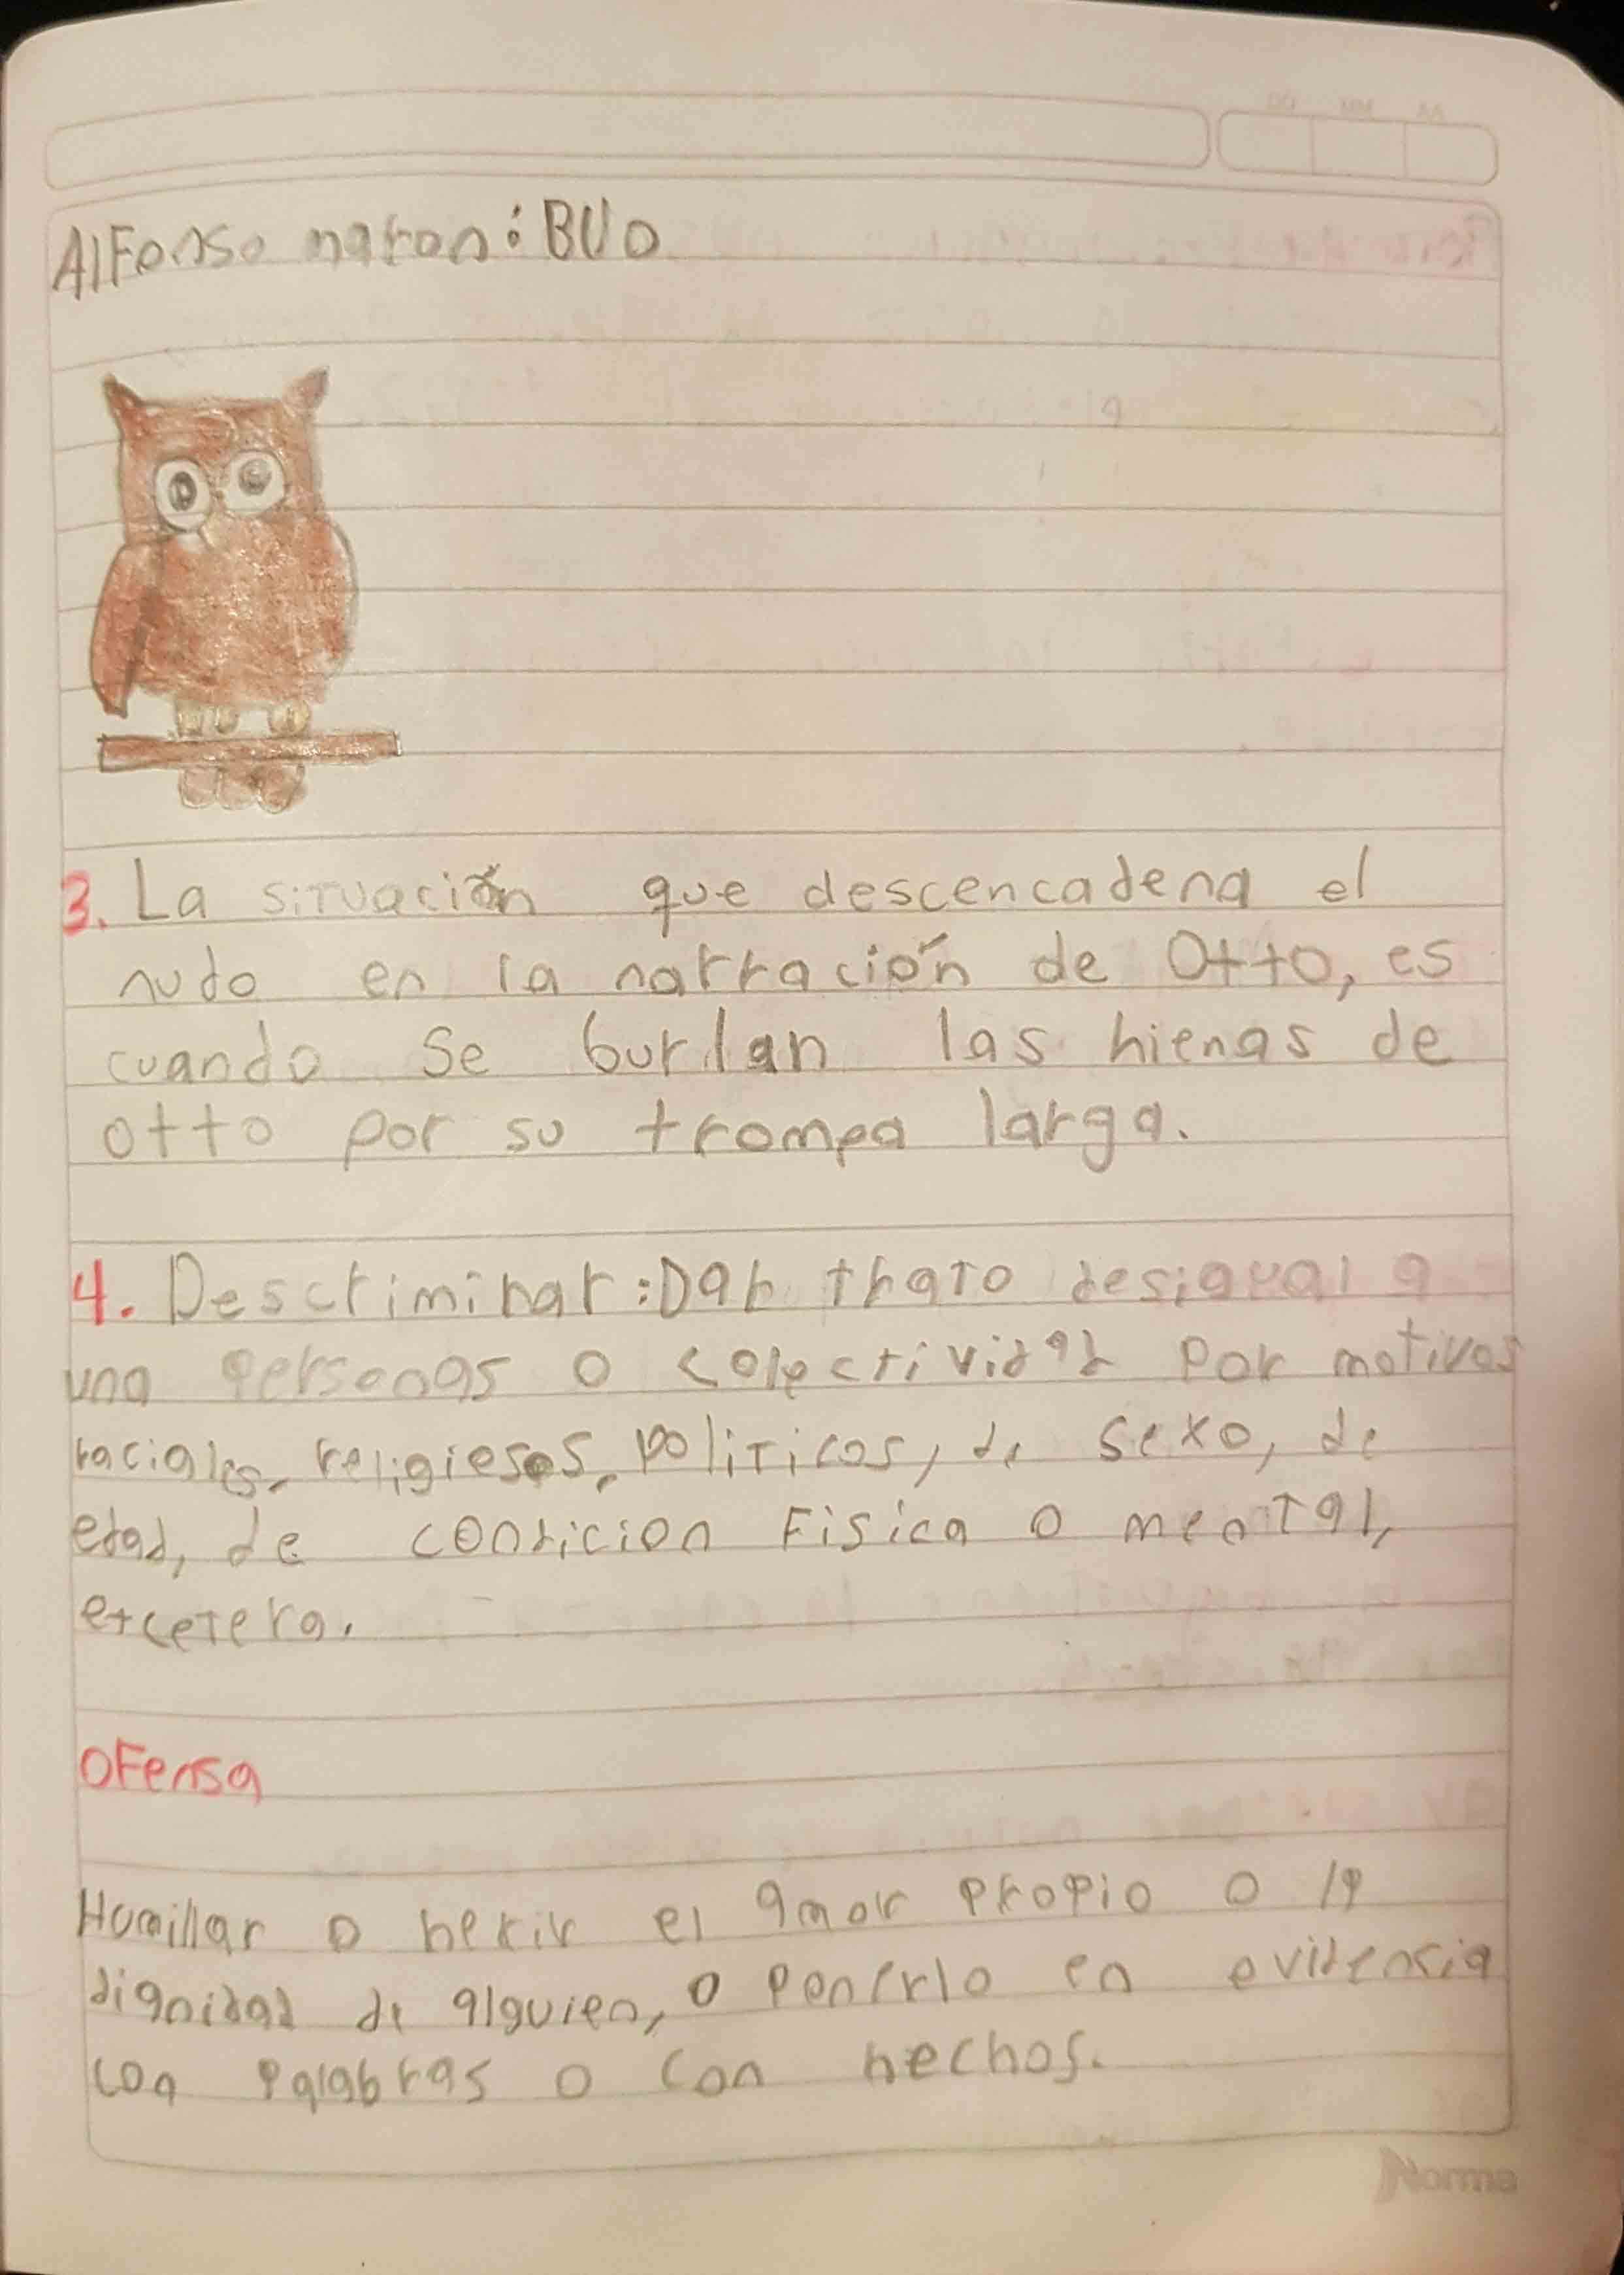 AA MM DD
AlFonso naron: BUO
3. La situación que descencadena el
nudo en la narración de Otto, es
cuando se burlan las hienas de
otto por su trompa larga.
4. Descriminar: Dar trato desigual a
una personas o colectividad por motivos
raciales, religiesos, politicos, de sexo, de
edad, de condicion Fisica o mental,
etcetera.
oFensa
Humillar o herir el amor propio o la
dignidad de alguien, o ponerlo en evidencia
con palabras o con hechos.
Norma